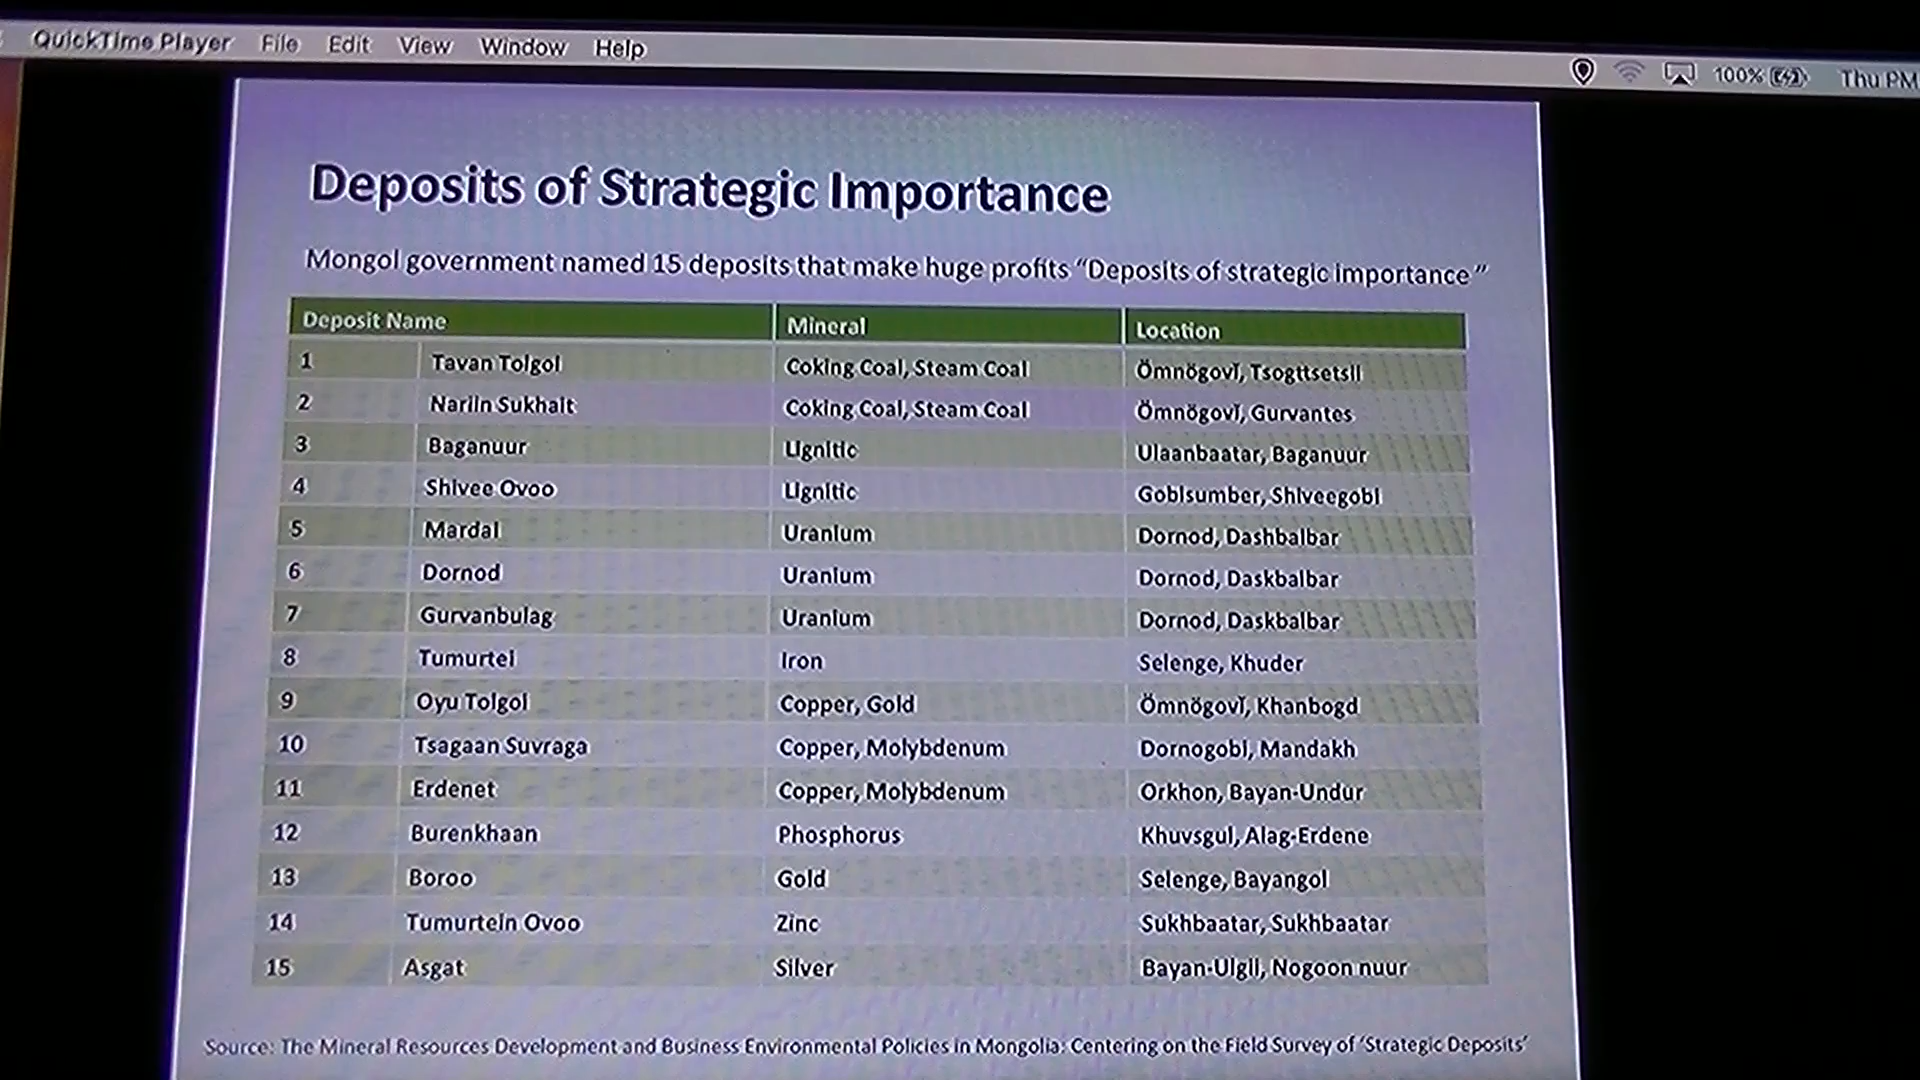 QuickTime Player File Edit View Window Help
100% Thu PM
Deposits of Strategic Importance
Mongol government named 15 deposits that make huge profits “Deposits of strategic importance”
Deposit Name Mineral Location
1 Tavan Tolgol Coking Coal, Steam Coal Ömnögovĭ, Tsogttsetsii
2 Nariin Sukhait Coking Coal, Steam Coal Ömnögovĭ, Gurvantes
3 Baganuur Lignitic Ulaanbaatar, Baganuur
4 Shivee Ovoo Lignitic Gobisumber, Shiveegobi
5 Mardal Uranium Dornod, Dashbalbar
6 Dornod Uranium Dornod, Daskbalbar
7 Gurvanbulag Uranium Dornod, Daskbalbar
8 Tumurtei Iron Selenge, Khuder
9 Oyu Tolgol Copper, Gold Ömnögovĭ, Khanbogd
10 Tsagaan Suvraga Copper, Molybdenum Dornogobi, Mandakh
11 Erdenet Copper, Molybdenum Orkhon, Bayan-Undur
12 Burenkhaan Phosphorus Khuvsgul, Alag-Erdene
13 Boroo Gold Selenge, Bayangol
14 Tumurtein Ovoo Zinc Sukhbaatar, Sukhbaatar
15 Asgat Silver Bayan-Ulgii, Nogoon nuur
Source: The Mineral Resources Development and Business Environmental Policies in Mongolia: Centering on the Field Survey of ‘Strategic Deposits’